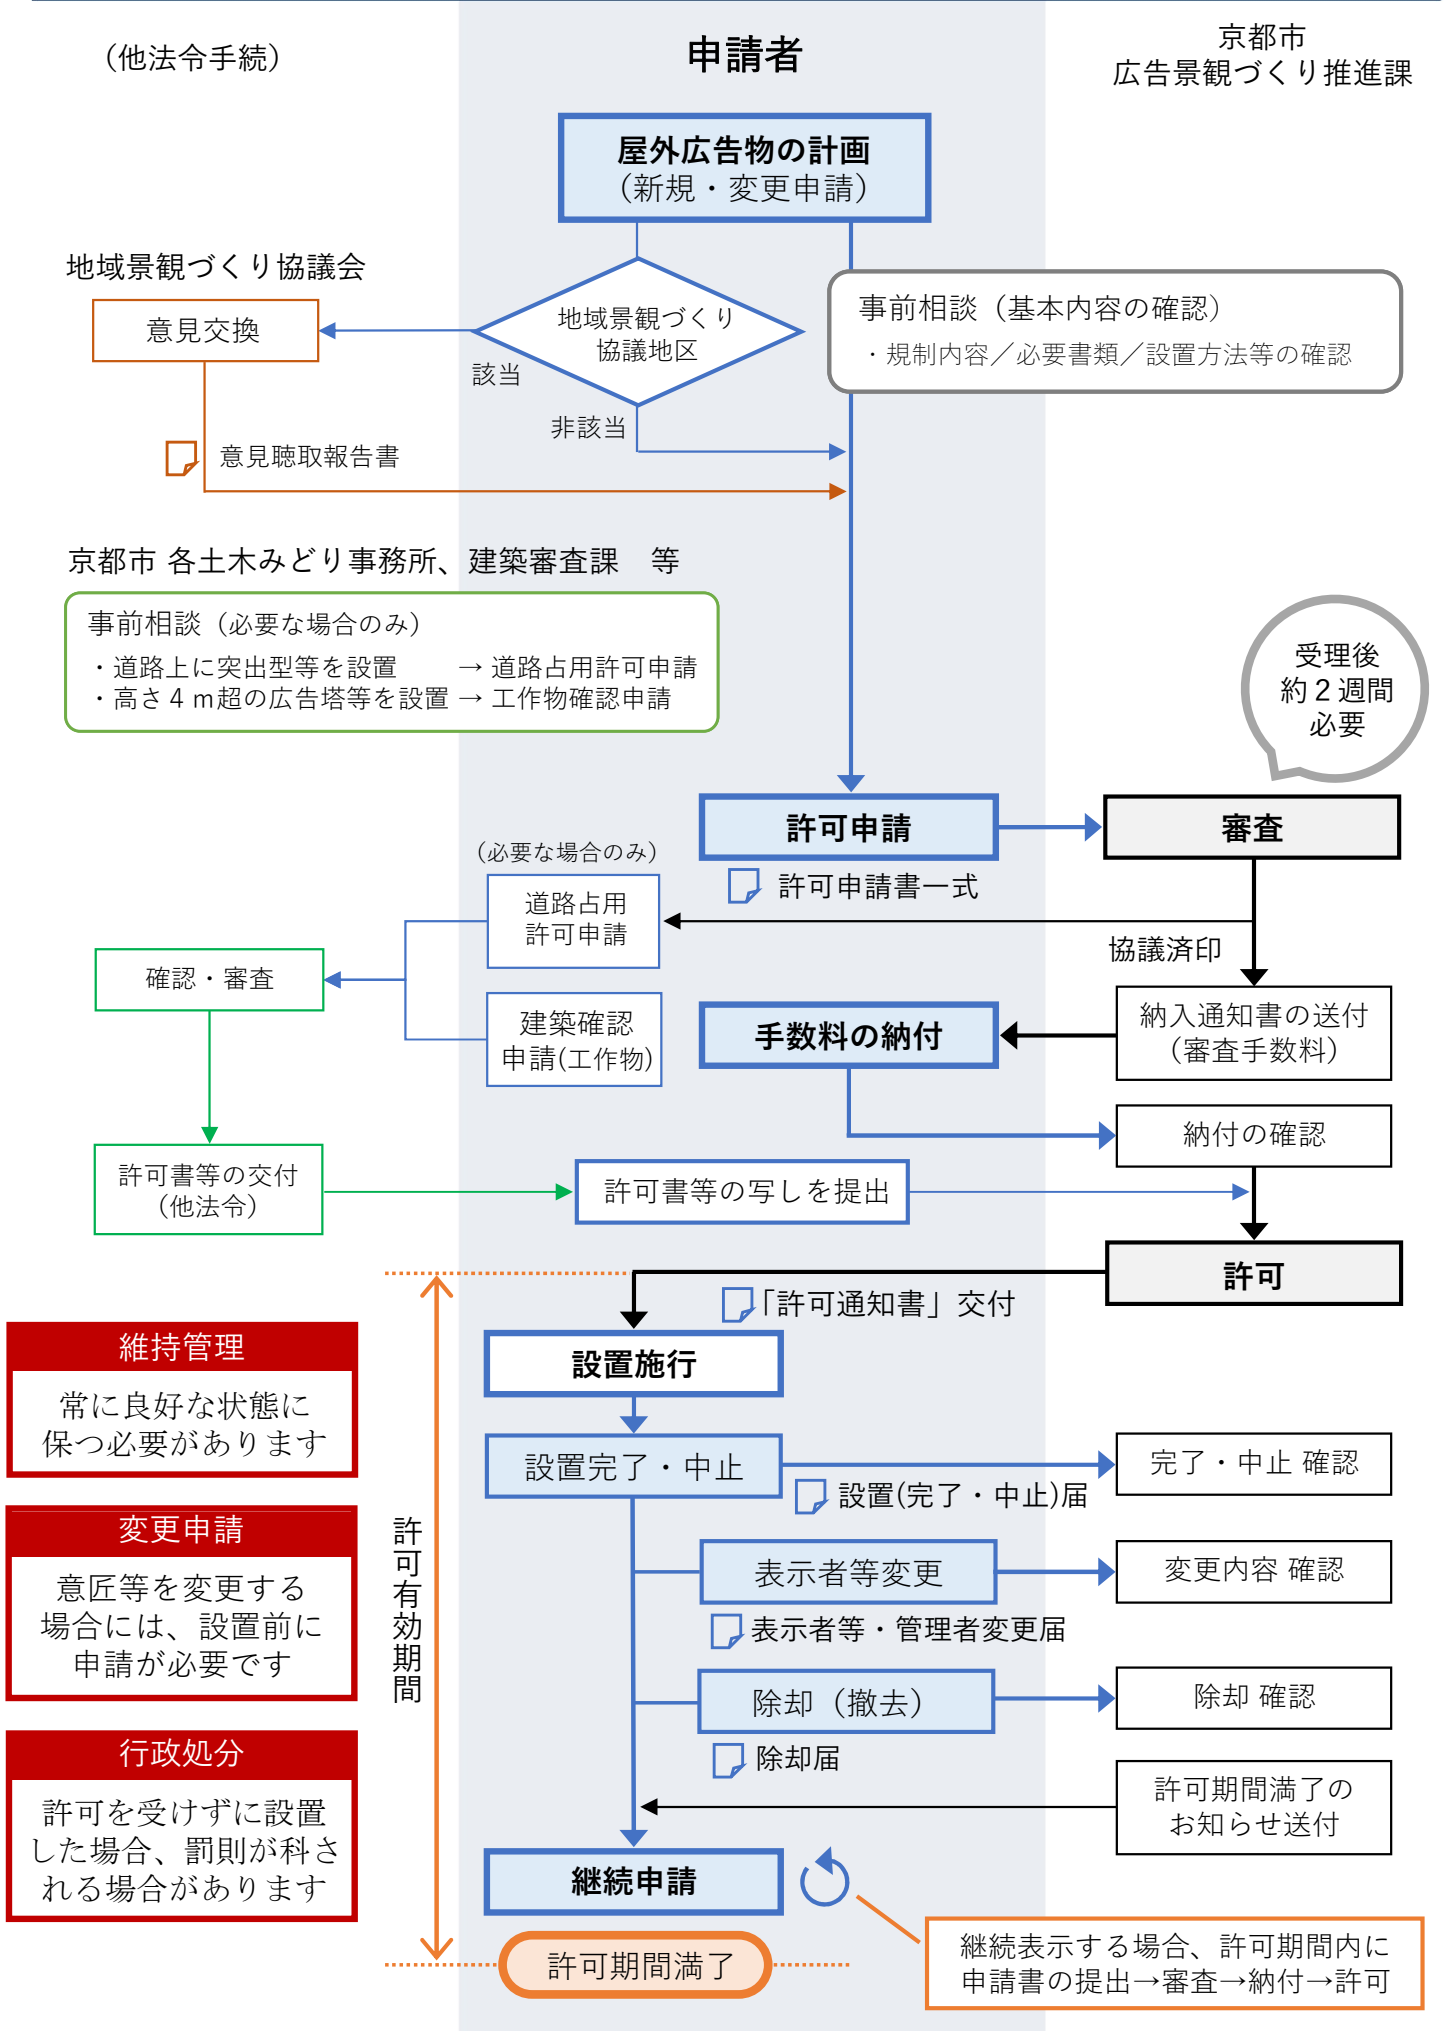 （他法令手続）
申請者
京都市
広告景観づくり推進課
屋外広告物の計画
（新規・変更申請）
地域景観づくり協議会
意見交換
地域景観づくり
協議地区
該当
非該当
事前相談（基本内容の確認）
・規制内容／必要書類／設置方法等の確認
意見聴取報告書
京都市 各土木みどり事務所、建築審査課　等
事前相談（必要な場合のみ）
・道路上に突出型等を設置　　→ 道路占用許可申請
・高さ４ｍ超の広告塔等を設置 → 工作物確認申請
受理後
約２週間
必要
許可申請
審査
許可申請書一式
（必要な場合のみ）
道路占用
許可申請
協議済印
確認・審査
建築確認
申請(工作物)
手数料の納付
納入通知書の送付
（審査手数料）
納付の確認
許可書等の交付
（他法令）
許可書等の写しを提出
許可
「許可通知書」交付
設置施行
維持管理
常に良好な状態に
保つ必要があります
設置完了・中止
完了・中止 確認
設置(完了・中止)届
変更申請
意匠等を変更する
場合には、設置前に
申請が必要です
許可有効期間
表示者等変更
変更内容 確認
表示者等・管理者変更届
除却（撤去）
除却 確認
除却届
行政処分
許可を受けずに設置
した場合、罰則が科さ
れる場合があります
許可期間満了の
お知らせ送付
継続申請
継続表示する場合、許可期間内に
申請書の提出→審査→納付→許可
許可期間満了